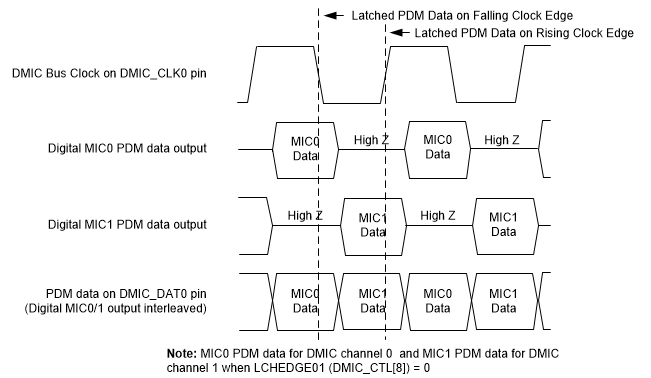 Latched PDM Data on Falling Clock Edge
Latched PDM Data on Rising Clock Edge
DMIC Bus Clock on DMIC_CLK0 pin
Digital MIC0 PDM data output
MIC0
Data
High Z
MIC0
Data
High Z
Digital MIC1 PDM data output
High Z
MIC1
Data
High Z
MIC1
Data
PDM data on DMIC_DAT0 pin
(Digital MIC0/1 output interleaved)
MIC0
Data
MIC1
Data
MIC0
Data
MIC1
Data
Note: MIC0 PDM data for DMIC channel 0 and MIC1 PDM data for DMIC
channel 1 when LCHEDGE01 (DMIC_CTL[8]) = 0